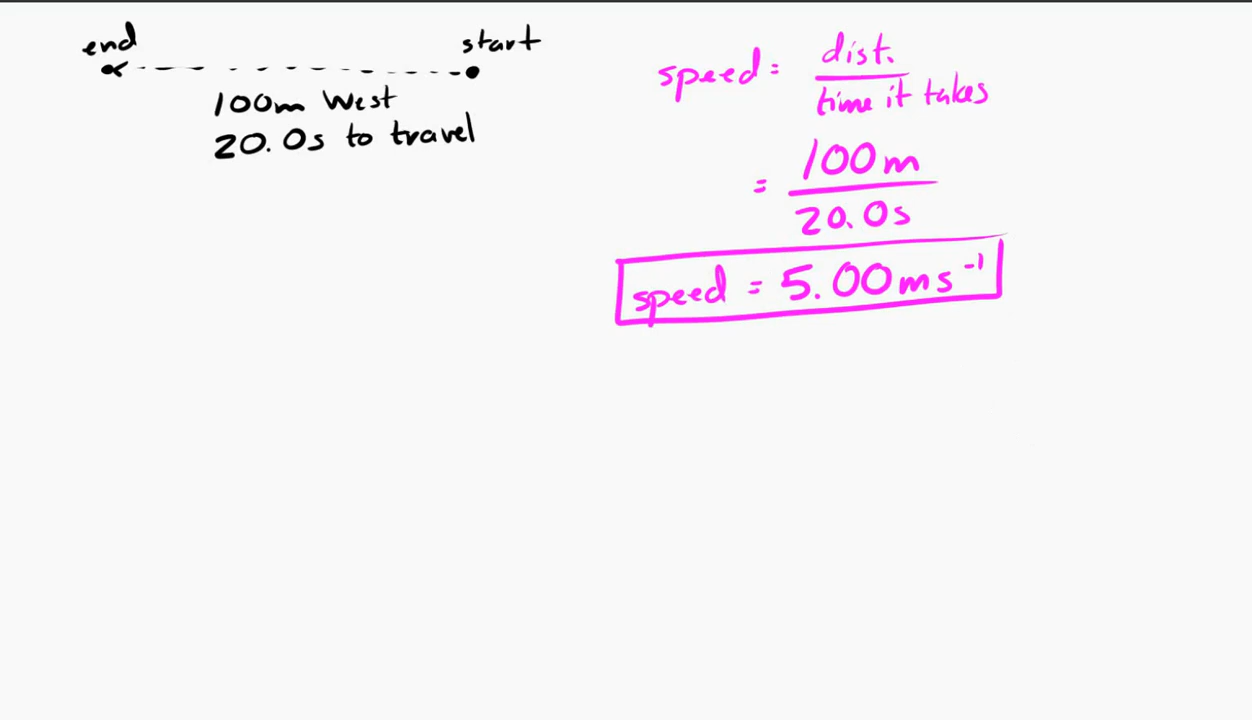 end
start
100m West
20.0s to travel
speed = dist. / time it takes
= 100m / 20.0s
speed = 5.00ms⁻¹